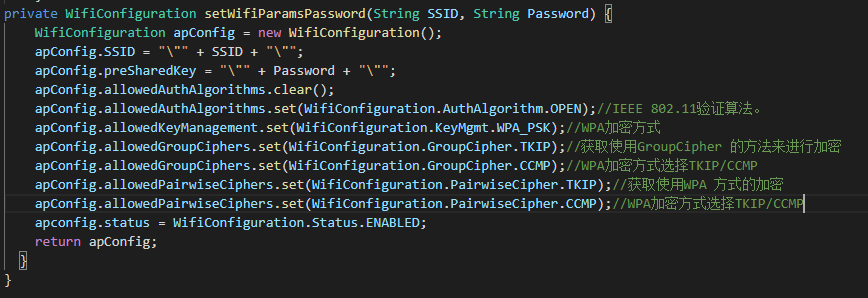 private WifiConfiguration setWifiParamsPassword(String SSID, String Password) {
WifiConfiguration apConfig = new WifiConfiguration();
apConfig.SSID = "\"" + SSID + "\"";
apConfig.preSharedKey = "\"" + Password + "\"";
apConfig.allowedAuthAlgorithms.clear();
apConfig.allowedAuthAlgorithms.set(WifiConfiguration.AuthAlgorithm.OPEN);//IEEE 802.11验证算法。
apConfig.allowedKeyManagement.set(WifiConfiguration.KeyMgmt.WPA_PSK);//WPA加密方式
apConfig.allowedGroupCiphers.set(WifiConfiguration.GroupCipher.TKIP);//获取使用GroupCipher 的方法来进行加密
apConfig.allowedGroupCiphers.set(WifiConfiguration.GroupCipher.CCMP);//WPA加密方式选择TKIP/CCMP
apConfig.allowedPairwiseCiphers.set(WifiConfiguration.PairwiseCipher.TKIP);//获取使用WPA 方式的加密
apConfig.allowedPairwiseCiphers.set(WifiConfiguration.PairwiseCipher.CCMP);//WPA加密方式选择TKIP/CCMP
apconfig.status = WifiConfiguration.Status.ENABLED;
return apConfig;
}
}